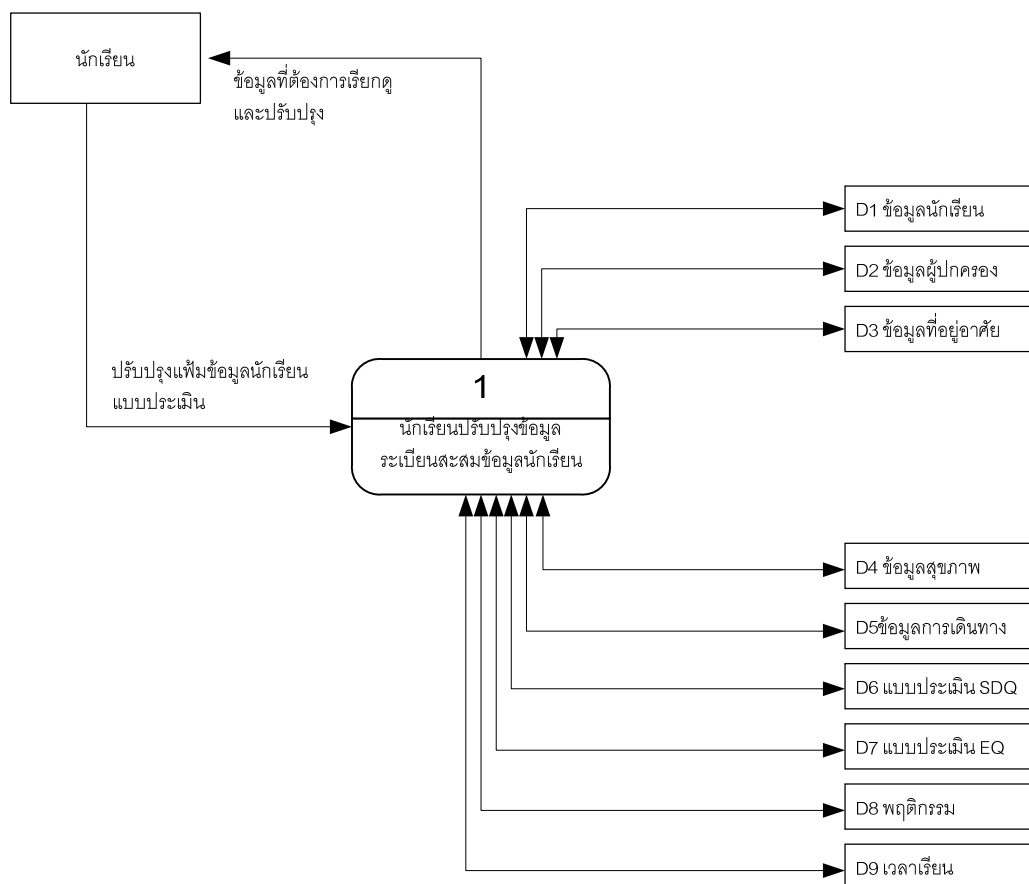 นักเรียน
ข้อมูลที่ต้องการเรียกดู
และปรับปรุง
D1 ข้อมูลนักเรียน
D2 ข้อมูลผู้ปกครอง
D3 ข้อมูลที่อยู่อาศัย
ปรับปรุงแฟ้มข้อมูลนักเรียน
แบบประเมิน
1
นักเรียนปรับปรุงข้อมูล
ระเบียนสะสมข้อมูลนักเรียน
D4 ข้อมูลสุขภาพ
D5ข้อมูลการเดินทาง
D6 แบบประเมิน SDQ
D7 แบบประเมิน EQ
D8 พฤติกรรม
D9 เวลาเรียน